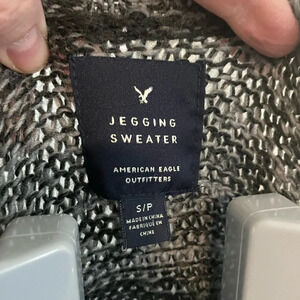 JEGGING
SWEATER
AMERICAN EAGLE
OUTFITTERS
S/P
MADE IN CHINA
FABRIQUÉ EN
CHINE